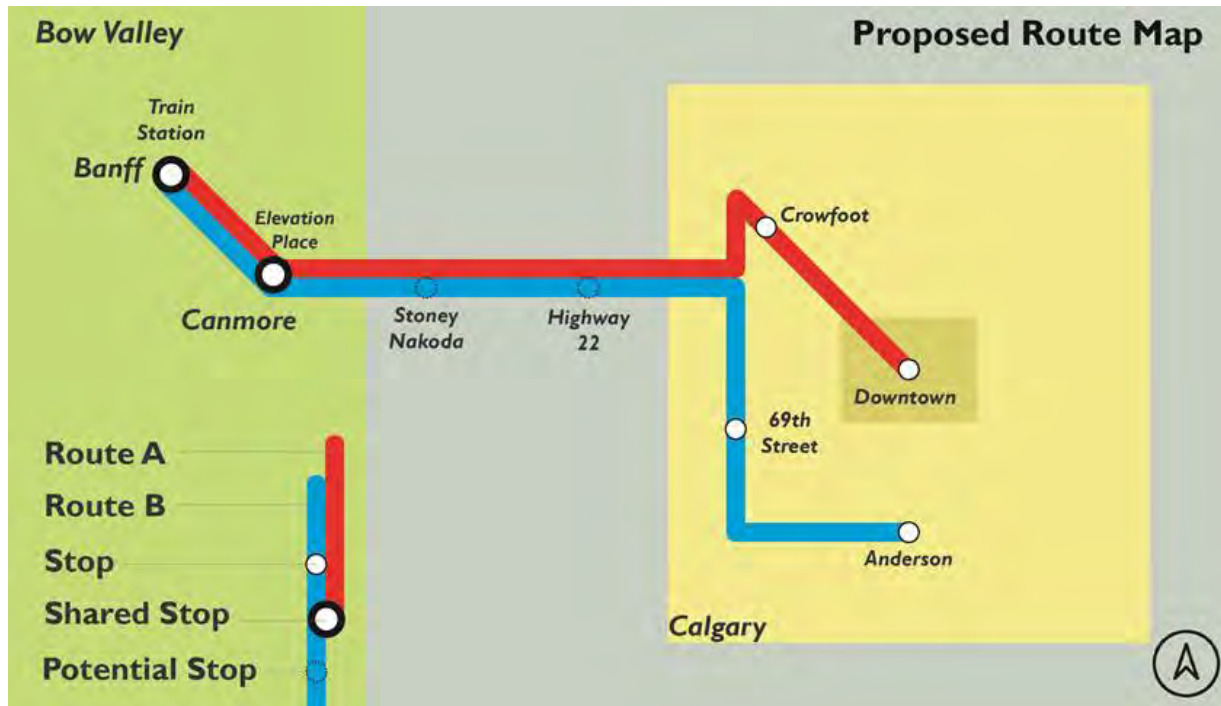 Bow Valley
Proposed Route Map
Train
Station
Banff
Elevation
Place
Canmore
Stoney
Nakoda
Highway
22
Crowfoot
Downtown
69th
Street
Anderson
Calgary
Route A
Route B
Stop
Shared Stop
Potential Stop